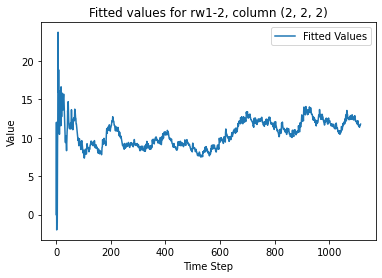 Fitted values for rw1-2, column (2, 2, 2)
Fitted Values
Value
20
15
10
5
0
0
200
400
600
800
1000
Time Step